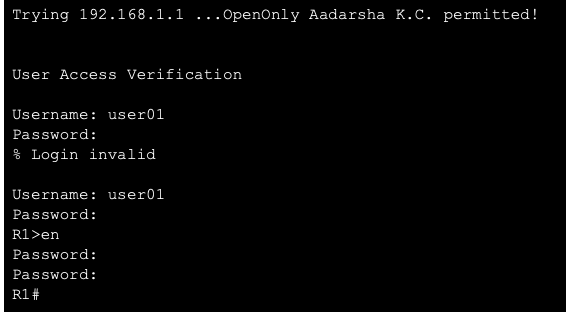 Trying 192.168.1.1 ...OpenOnly Aadarsha K.C. permitted!
User Access Verification
Username: user01
Password:
% Login invalid
Username: user01
Password:
R1>en
Password:
Password:
R1#